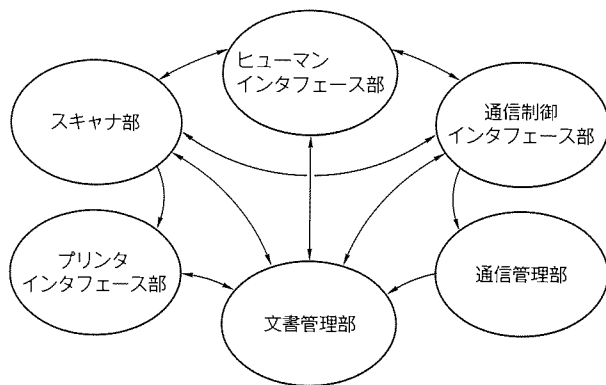 ヒューマン
インタフェース部
スキャナ部
通信制御
インタフェース部
プリンタ
インタフェース部
通信管理部
文書管理部